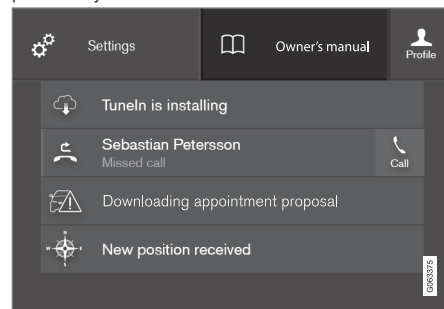 Settings
Owner's manual
Profile
TuneIn is installing
Sebastian Petersson
Missed call
Call
Downloading appointment proposal
New position received
G063375